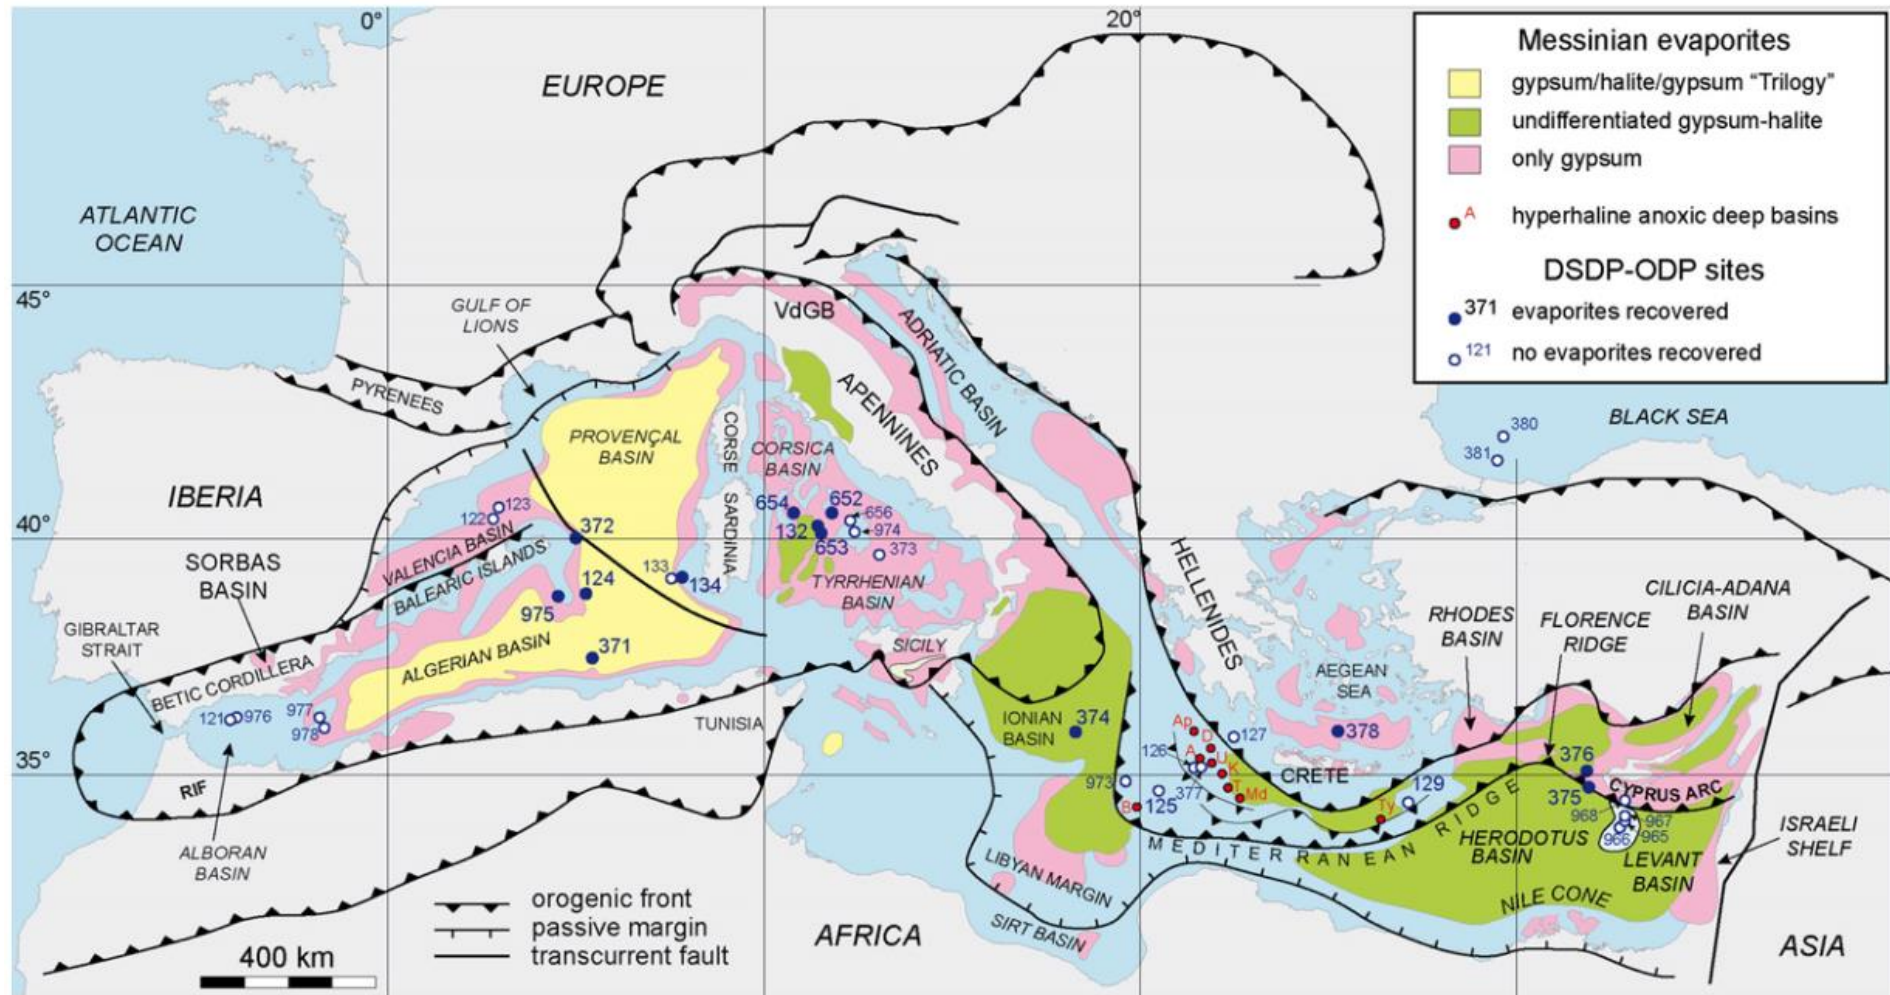 0°
20°
Messinian evaporites
gypsum/halite/gypsum “Trilogy”
undifferentiated gypsum-halite
only gypsum
A
hyperhaline anoxic deep basins
DSDP-ODP sites
371
evaporites recovered
121
no evaporites recovered
EUROPE
ATLANTIC
OCEAN
45°
GULF OF
LIONS
VdGB
ADRIATIC BASIN
PYRENEES
APENNINES
BLACK SEA
380
381
PROVENÇAL
BASIN
CORSE
SARDINIA
CORSICA
BASIN
IBERIA
123
122
654
652
656
132
974
653
373
40°
372
VALENCIA BASIN
BALEARIC ISLANDS
SORBAS
BASIN
133
134
124
975
TYRRHENIAN
BASIN
HELLENIDES
CILICIA-ADANA
BASIN
RHODES
BASIN
FLORENCE
RIDGE
GIBRALTAR
STRAIT
371
ALGERIAN BASIN
SICILY
AEGEAN
SEA
BETIC CORDILLERA
121
976
977
978
TUNISIA
IONIAN
BASIN
374
Ap
D
127
378
126
A
U
K
376
35°
CRETE
RIF
973
T
Md
129
375
CYPRUS ARC
B
125
377
Ty
968
967
966
965
ISRAELI
SHELF
MEDITERRANEAN RIDGE
HERODOTUS
BASIN
LEVANT
BASIN
ALBORAN
BASIN
LIBYAN MARGIN
NILE CONE
SIRT BASIN
orogenic front
passive margin
transcurrent fault
AFRICA
ASIA
400 km